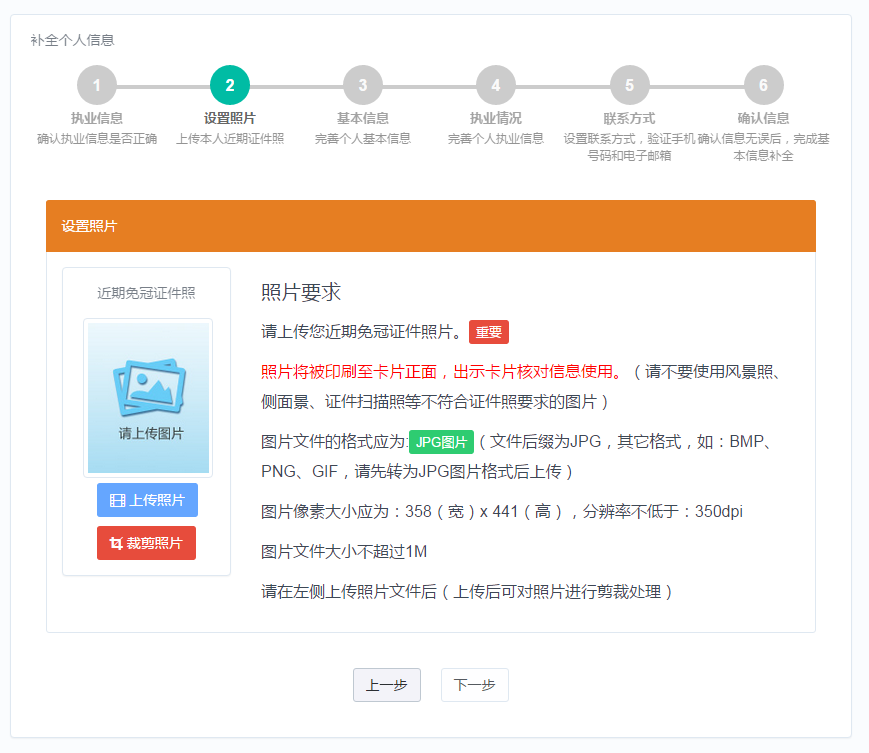 补全个人信息
1 2 3 4 5 6
执业信息 设置照片 基本信息 执业情况 联系方式 确认信息
确认执业信息是否正确 上传本人近期证件照 完善个人基本信息 完善个人执业信息 设置联系方式，验证手机号码和电子邮箱 确认信息无误后，完成基本信息补全
设置照片
近期免冠证件照
请上传图片
上传照片
裁剪照片
照片要求
请上传您近期免冠证件照片。 重要
照片将被印刷至卡片正面，出示卡片核对信息使用。（请不要使用风景照、
侧面景、证件扫描照等不符合证件照要求的图片）
图片文件的格式应为:JPG图片（文件后缀为JPG，其它格式，如：BMP、
PNG、GIF，请先转为JPG图片格式后上传）
图片像素大小应为：358（宽）x 441（高），分辨率不低于：350dpi
图片文件大小不超过1M
请在左侧上传照片文件后（上传后可对照片进行剪裁处理）
上一步 下一步